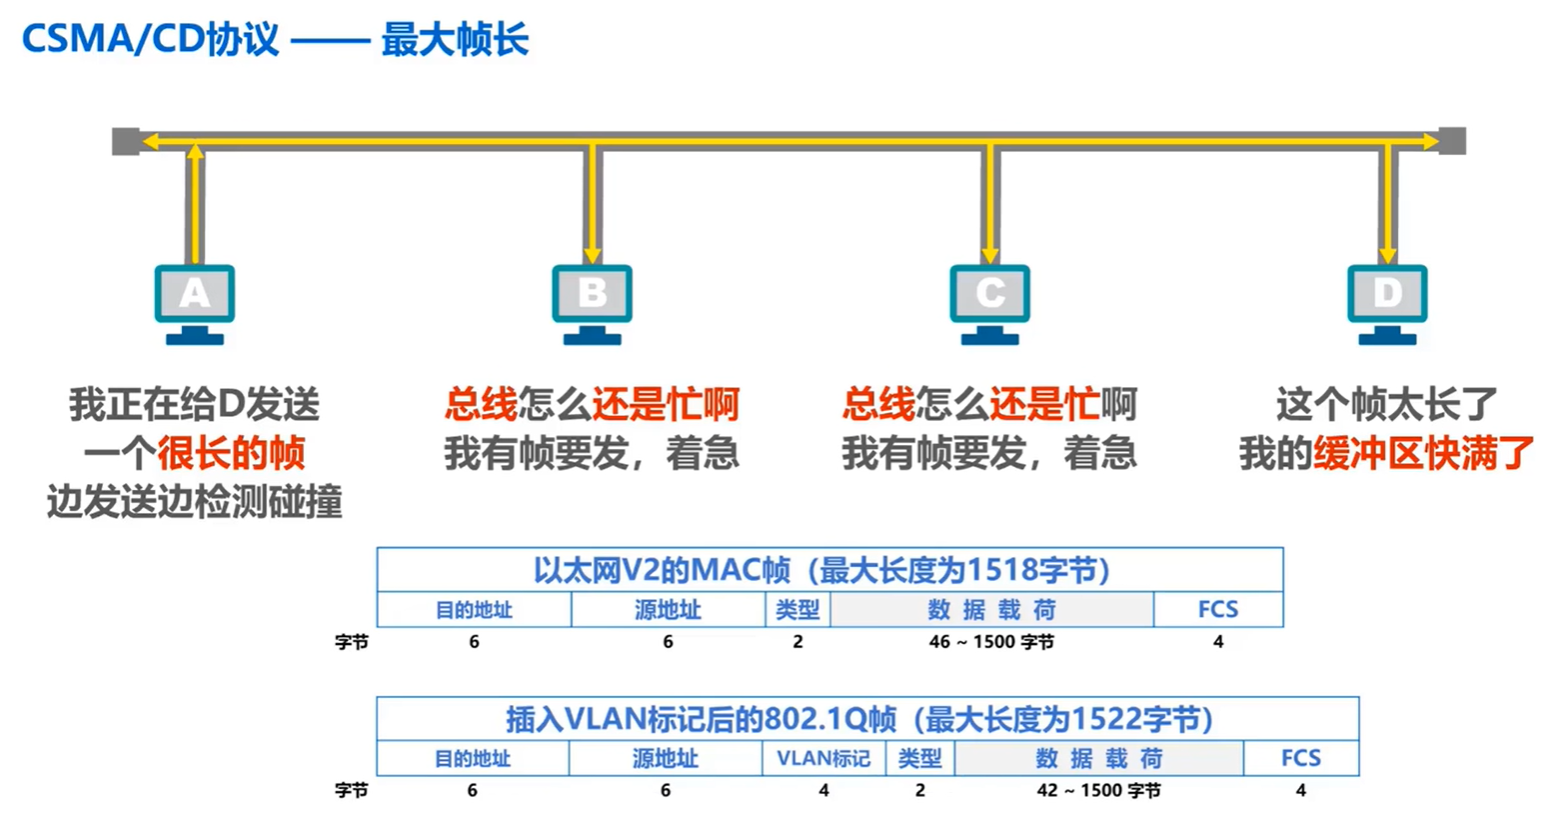 CSMA/CD协议 —— 最大帧长
A
B
C
D
我正在给D发送
一个很长的帧
边发送边检测碰撞
总线怎么还是忙啊
我有帧要发，着急
总线怎么还是忙啊
我有帧要发，着急
这个帧太长了
我的缓冲区快满了
以太网V2的MAC帧（最大长度为1518字节）
目的地址 源地址 类型 数据载荷 FCS
字节 6 6 2 46 ~ 1500 字节 4
插入VLAN标记后的802.1Q帧（最大长度为1522字节）
目的地址 源地址 VLAN标记 类型 数据载荷 FCS
字节 6 6 4 2 42 ~ 1500 字节 4